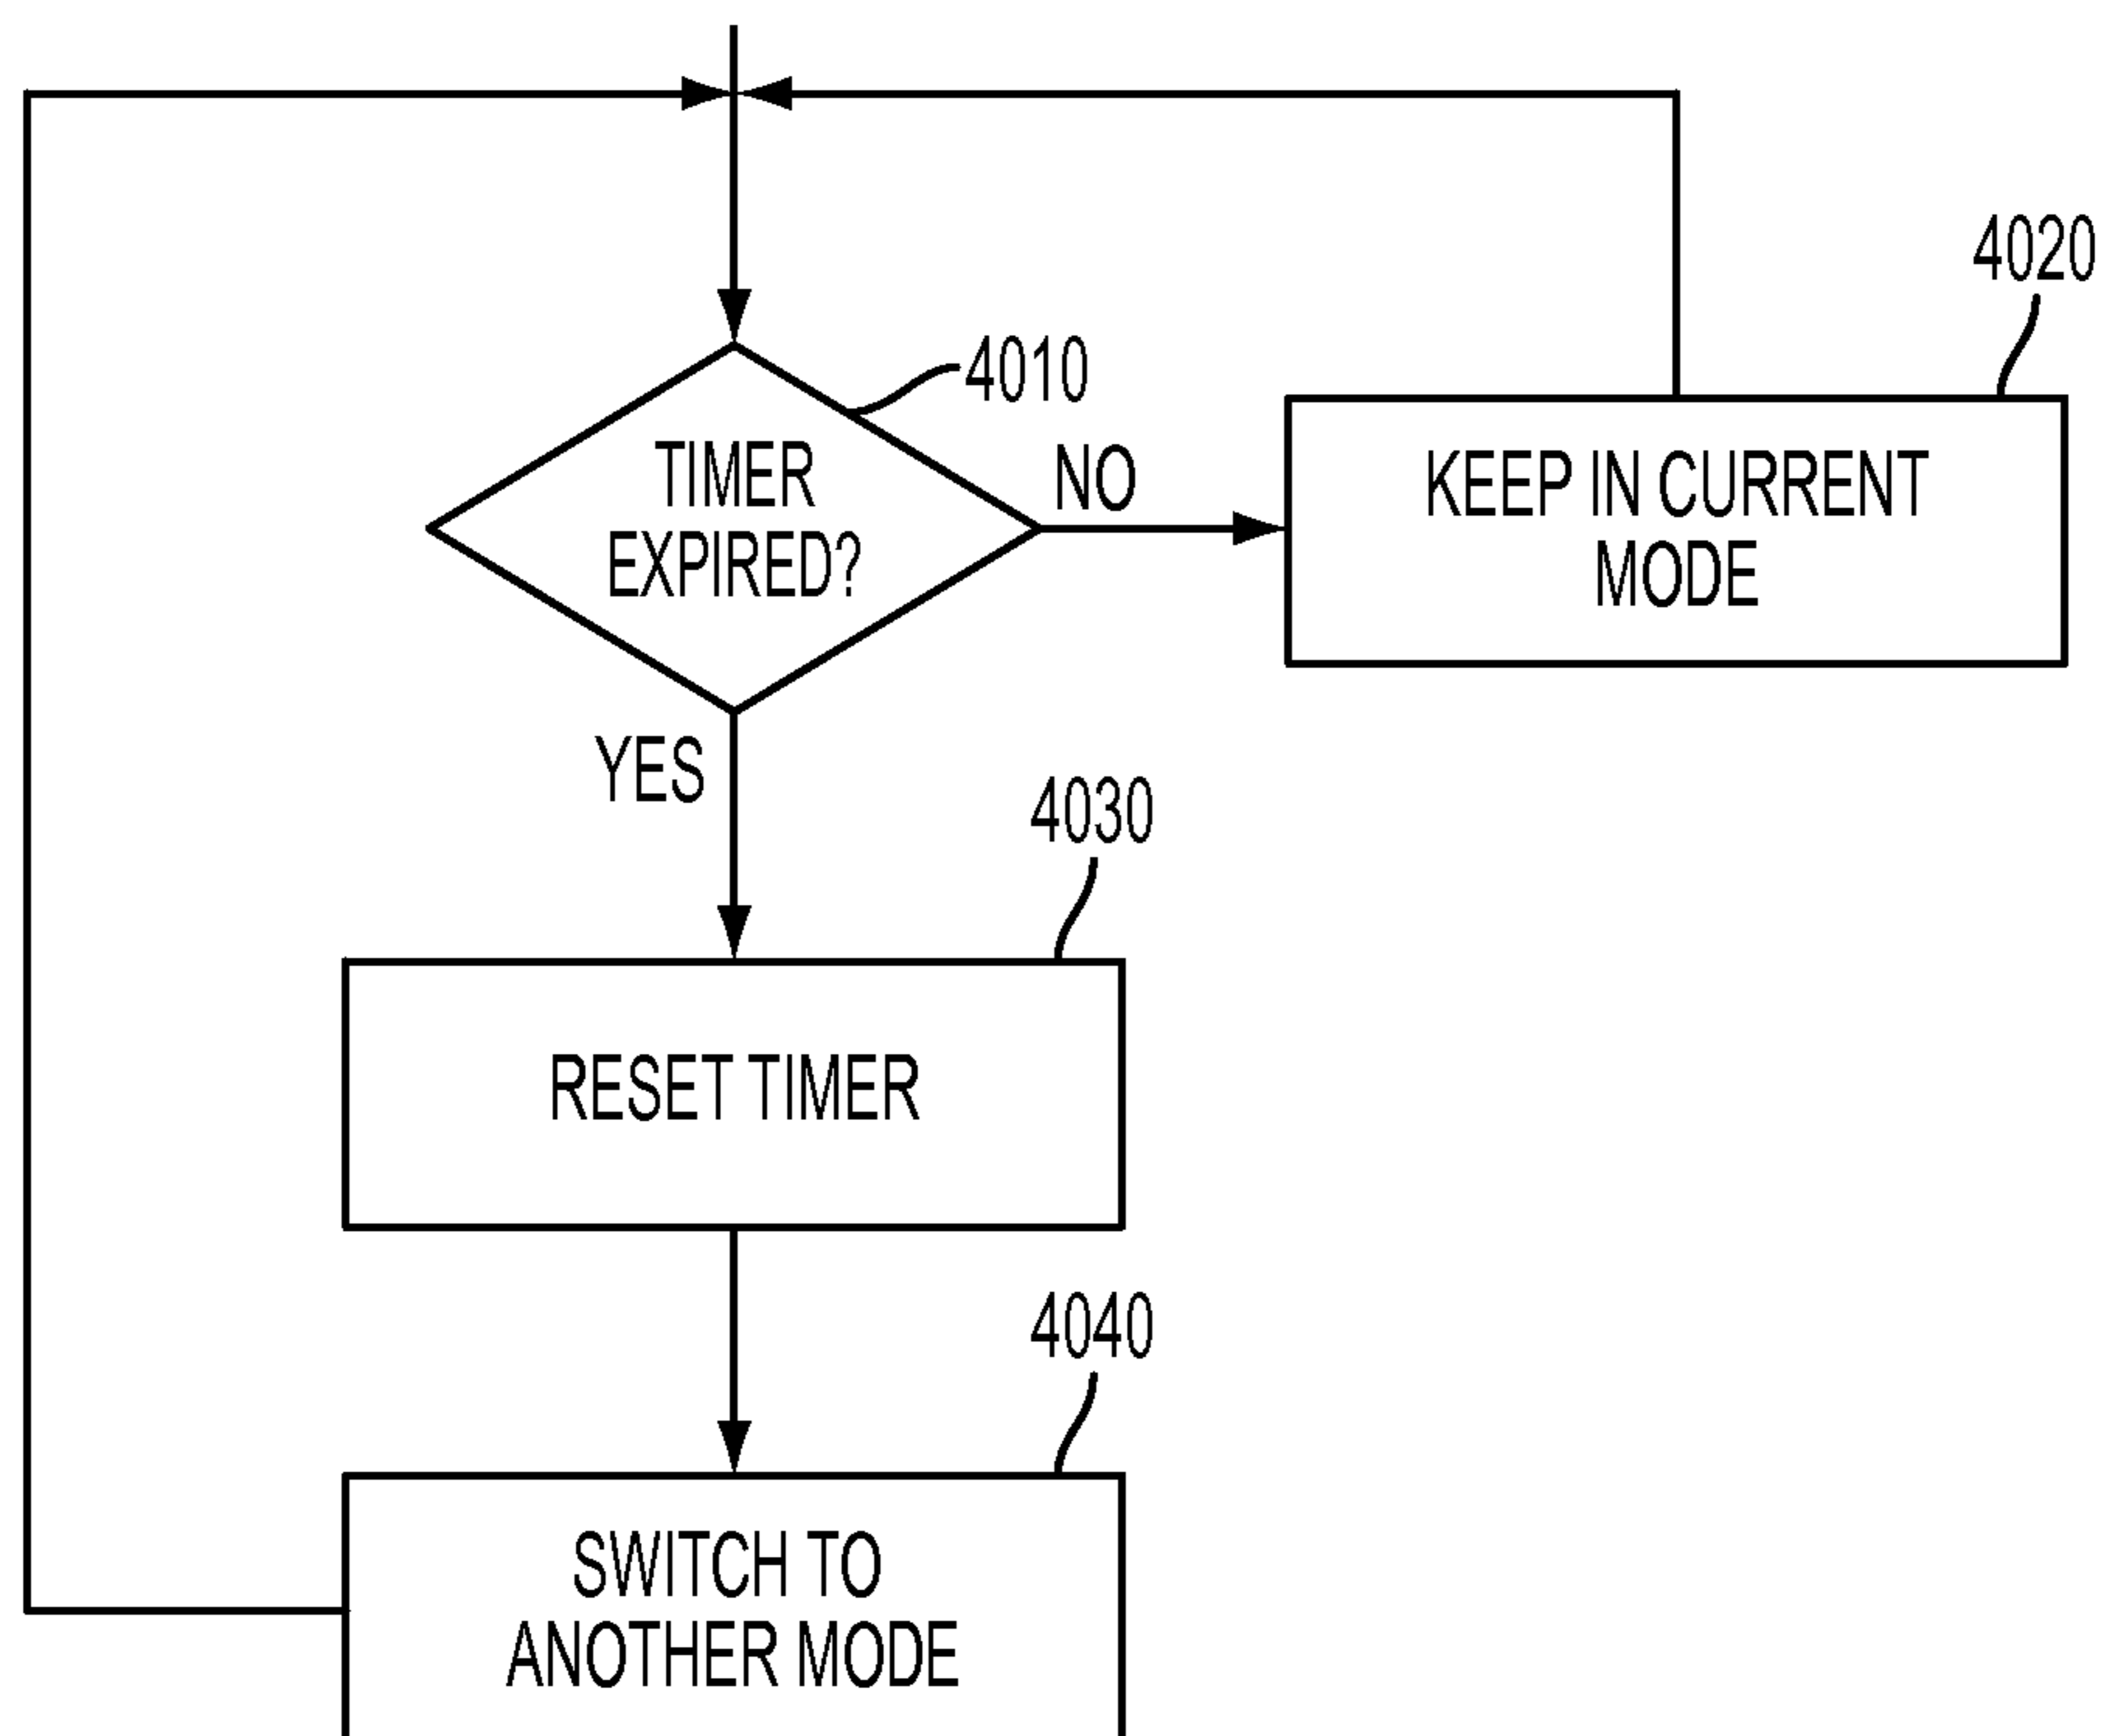 4020
4010
TIMER
EXPIRED?
NO
KEEP IN CURRENT
MODE
YES
4030
RESET TIMER
4040
SWITCH TO
ANOTHER MODE